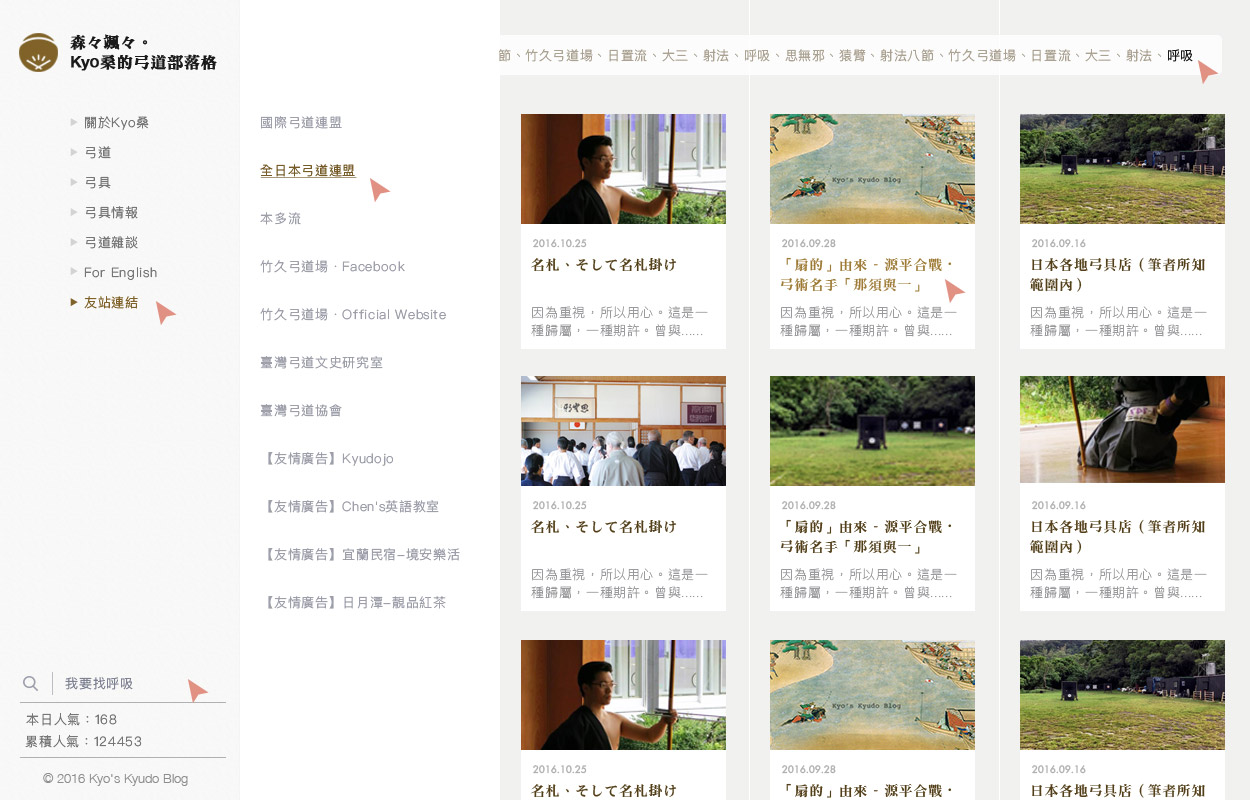 森々颯々。
Kyo桑的弓道部落格
關於Kyo桑
弓道
弓具
弓具情報
弓道雜談
For English
友站連結
我要找呼吸
本日人氣：168
累積人氣：124453
© 2016 Kyo's Kyudo Blog
國際弓道連盟
全日本弓道連盟
本多流
竹久弓道場・Facebook
竹久弓道場・Official Website
臺灣弓道文史研究室
臺灣弓道協會
【友情廣告】Kyudojo
【友情廣告】Chen's英語教室
【友情廣告】宜蘭民宿–境安樂活
【友情廣告】日月潭–靚品紅茶
節、竹久弓道場、日置流、大三、射法、呼吸、思無邪、猿臂、射法八節、竹久弓道場、日置流、大三、射法、呼吸
2016.10.25
名札、そして名札掛け
因為重視，所以用心。這是一
種歸屬，一種期許。曾與......
Kyo's Kyudo Blog
2016.09.28
「扇的」由來 - 源平合戰・
弓術名手「那須與一」
因為重視，所以用心。這是一
種歸屬，一種期許。曾與......
2016.09.16
日本各地弓具店（筆者所知
範圍內）
因為重視，所以用心。這是一
種歸屬，一種期許。曾與......
2016.10.25
名札、そして名札掛け
因為重視，所以用心。這是一
種歸屬，一種期許。曾與......
2016.09.28
「扇的」由來 - 源平合戰・
弓術名手「那須與一」
因為重視，所以用心。這是一
種歸屬，一種期許。曾與......
2016.09.16
日本各地弓具店（筆者所知
範圍內）
因為重視，所以用心。這是一
種歸屬，一種期許。曾與......
2016.10.25
名札、そして名札掛け
Kyo's Kyudo Blog
2016.09.28
「扇的」由來 - 源平合戰・
2016.09.16
日本各地弓具店（筆者所知